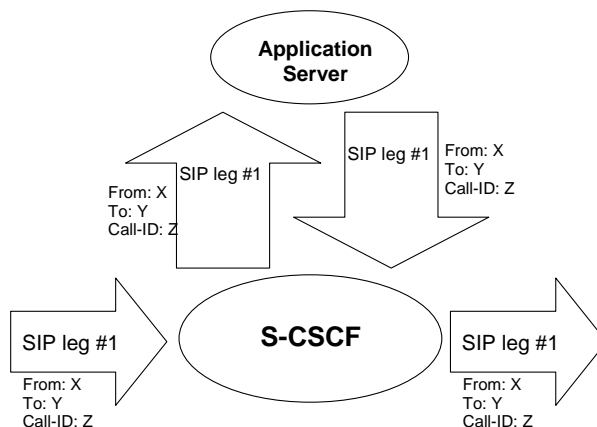 Application
Server
SIP leg #1
From: X
To: Y
Call-ID: Z
SIP leg #1
From: X
To: Y
Call-ID: Z
S-CSCF
SIP leg #1
From: X
To: Y
Call-ID: Z
SIP leg #1
From: X
To: Y
Call-ID: Z